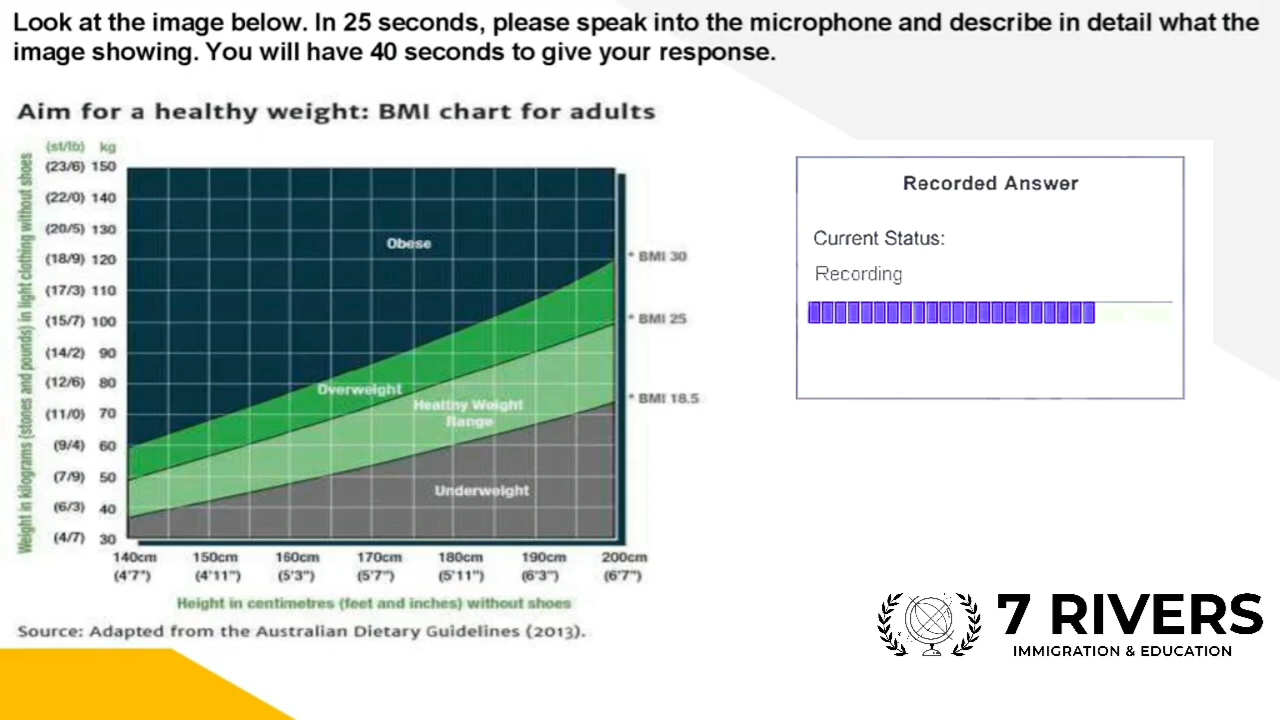 Look at the image below. In 25 seconds, please speak into the microphone and describe in detail what the
image showing. You will have 40 seconds to give your response.
Aim for a healthy weight: BMI chart for adults
Weight in kilograms (stones and pounds) in light clothing without shoes
(st/lb) kg
(23/6) 150
(22/0) 140
(20/5) 130
(18/9) 120
(17/3) 110
(15/7) 100
(14/2) 90
(12/6) 80
(11/0) 70
(9/4) 60
(7/9) 50
(6/3) 40
(4/7) 30
Obese
Overweight
Healthy Weight
Range
Underweight
* BMI 30
* BMI 25
* BMI 18.5
140cm 150cm 160cm 170cm 180cm 190cm 200cm
(4'7") (4'11") (5'3") (5'7") (5'11") (6'3") (6'7")
Height in centimetres (feet and inches) without shoes
Source: Adapted from the Australian Dietary Guidelines (2013).
Recorded Answer
Current Status:
Recording
7 RIVERS
IMMIGRATION & EDUCATION